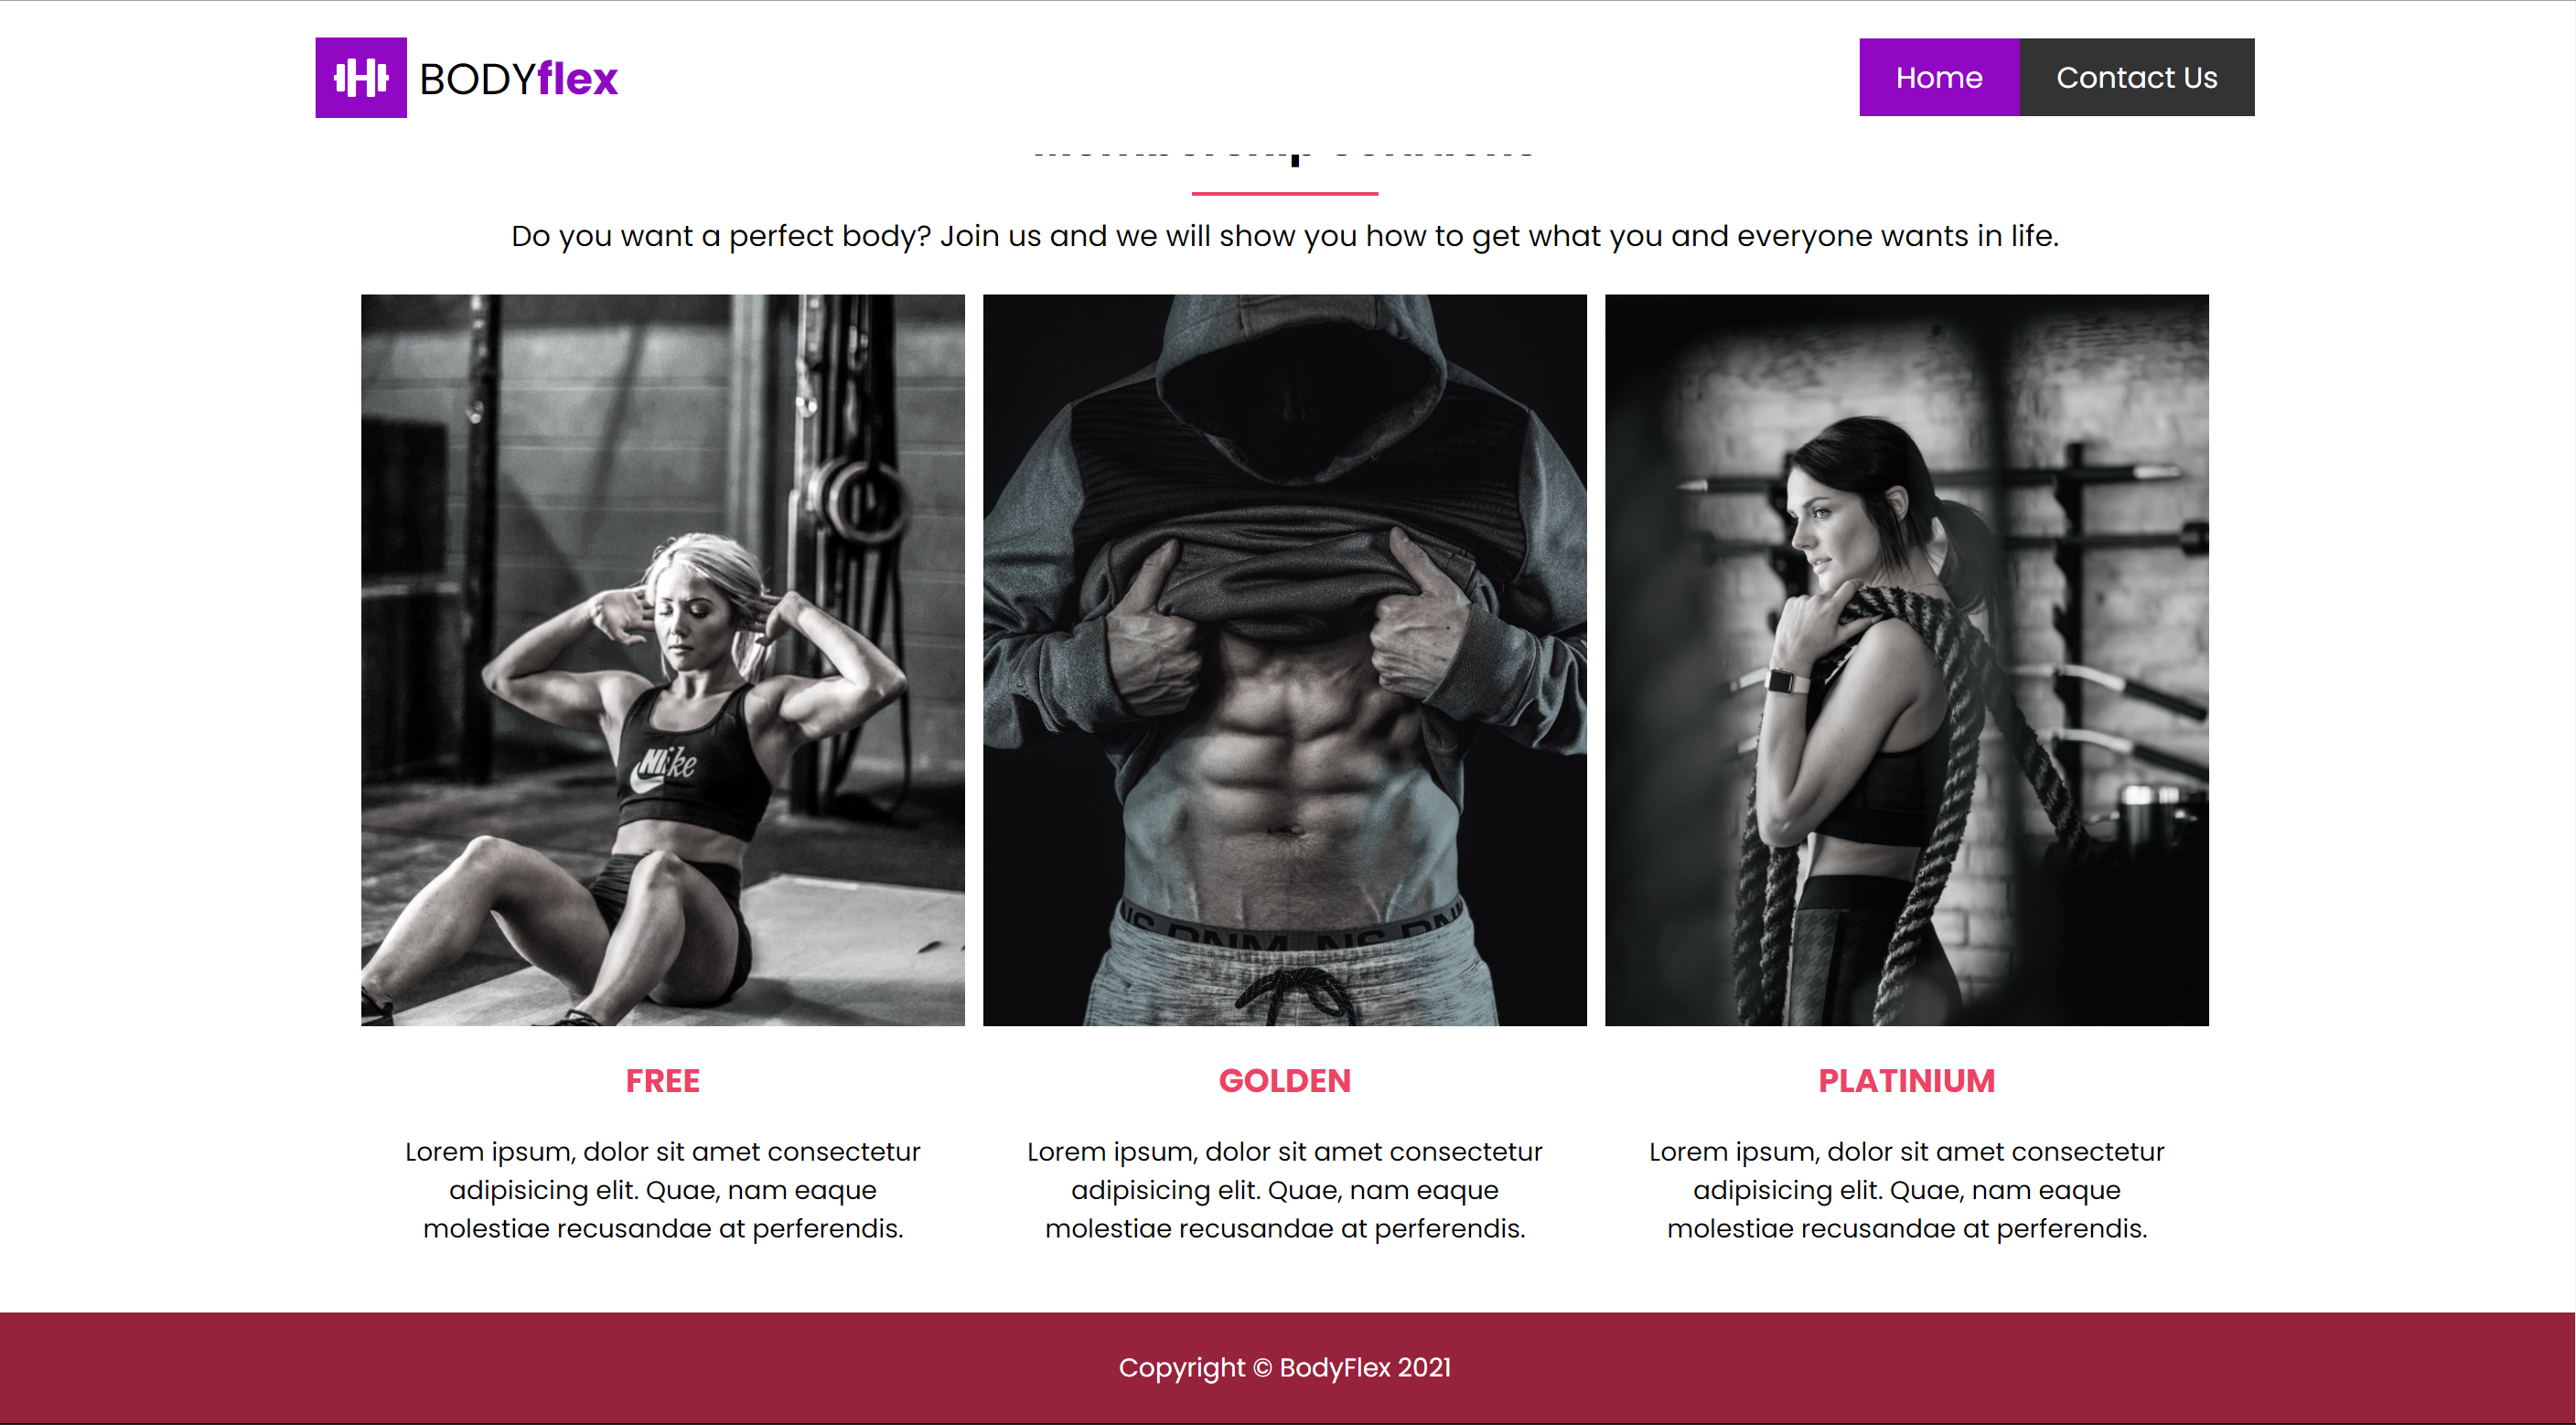 BODYflex
Home Contact Us
Do you want a perfect body? Join us and we will show you how to get what you and everyone wants in life.
Nike
FREE
GOLDEN
PLATINIUM
Lorem ipsum, dolor sit amet consectetur
adipisicing elit. Quae, nam eaque
molestiae recusandae at perferendis.
Lorem ipsum, dolor sit amet consectetur
adipisicing elit. Quae, nam eaque
molestiae recusandae at perferendis.
Lorem ipsum, dolor sit amet consectetur
adipisicing elit. Quae, nam eaque
molestiae recusandae at perferendis.
Copyright © BodyFlex 2021